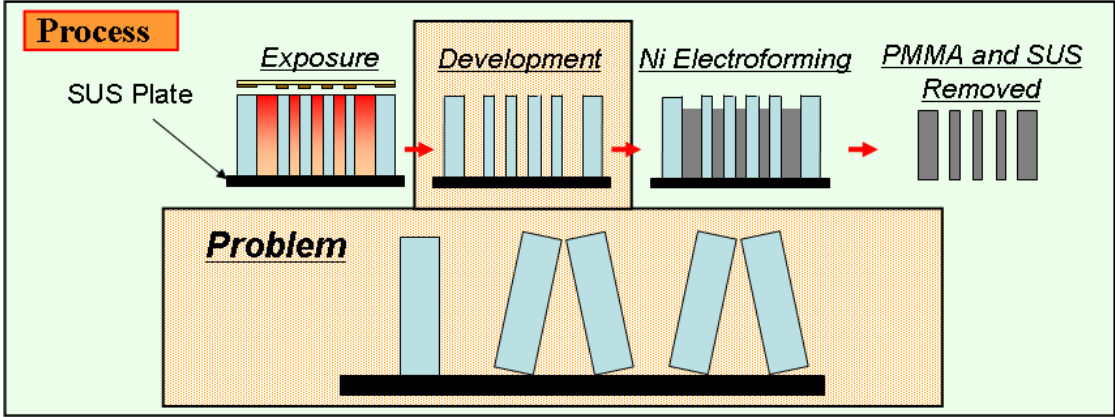 Process
Exposure
Development
Ni Electroforming
PMMA and SUS
Removed
SUS Plate
Problem